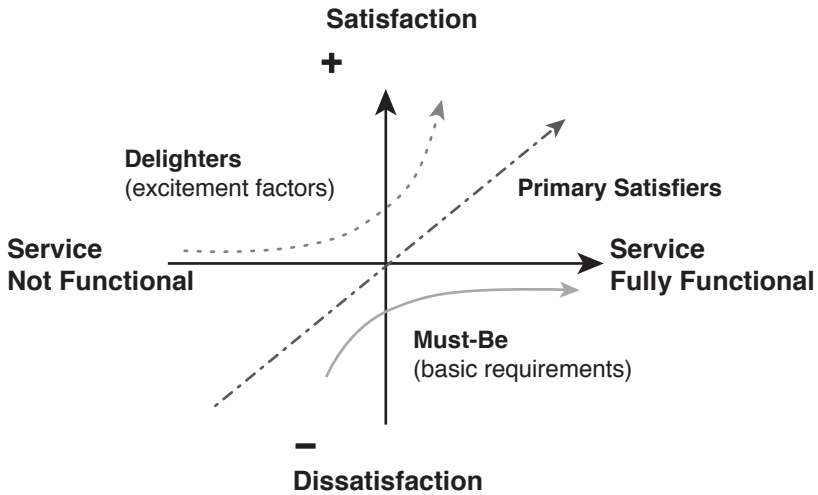 Satisfaction
+
Delighters
(excitement factors)
Primary Satisfiers
Service
Not Functional
Service
Fully Functional
Must-Be
(basic requirements)
–
Dissatisfaction